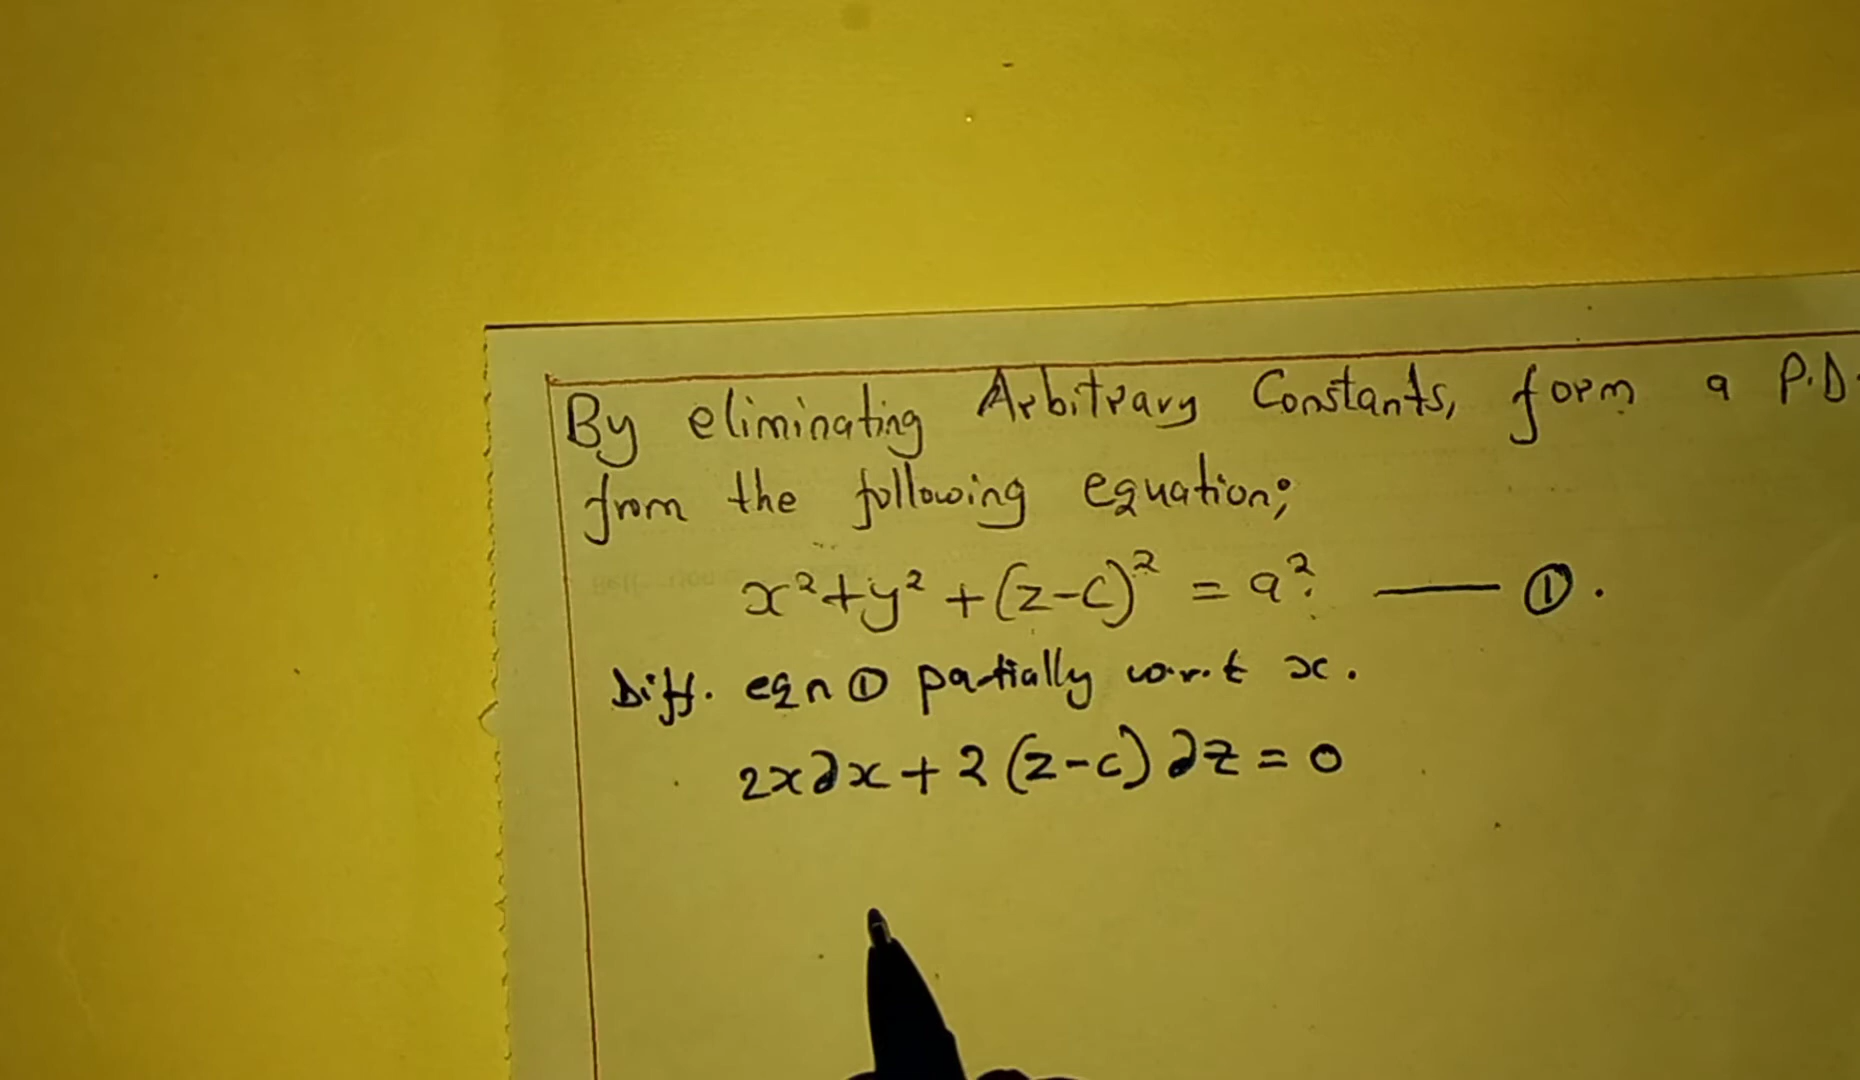 By eliminating Arbitrary Constants, form a P.D.
from the following equation;
x²+y² +(z-c)² = a². —— ①.
Diff. eqn ① partially w.r.t x.
2x∂x + 2 (z-c) ∂z = 0